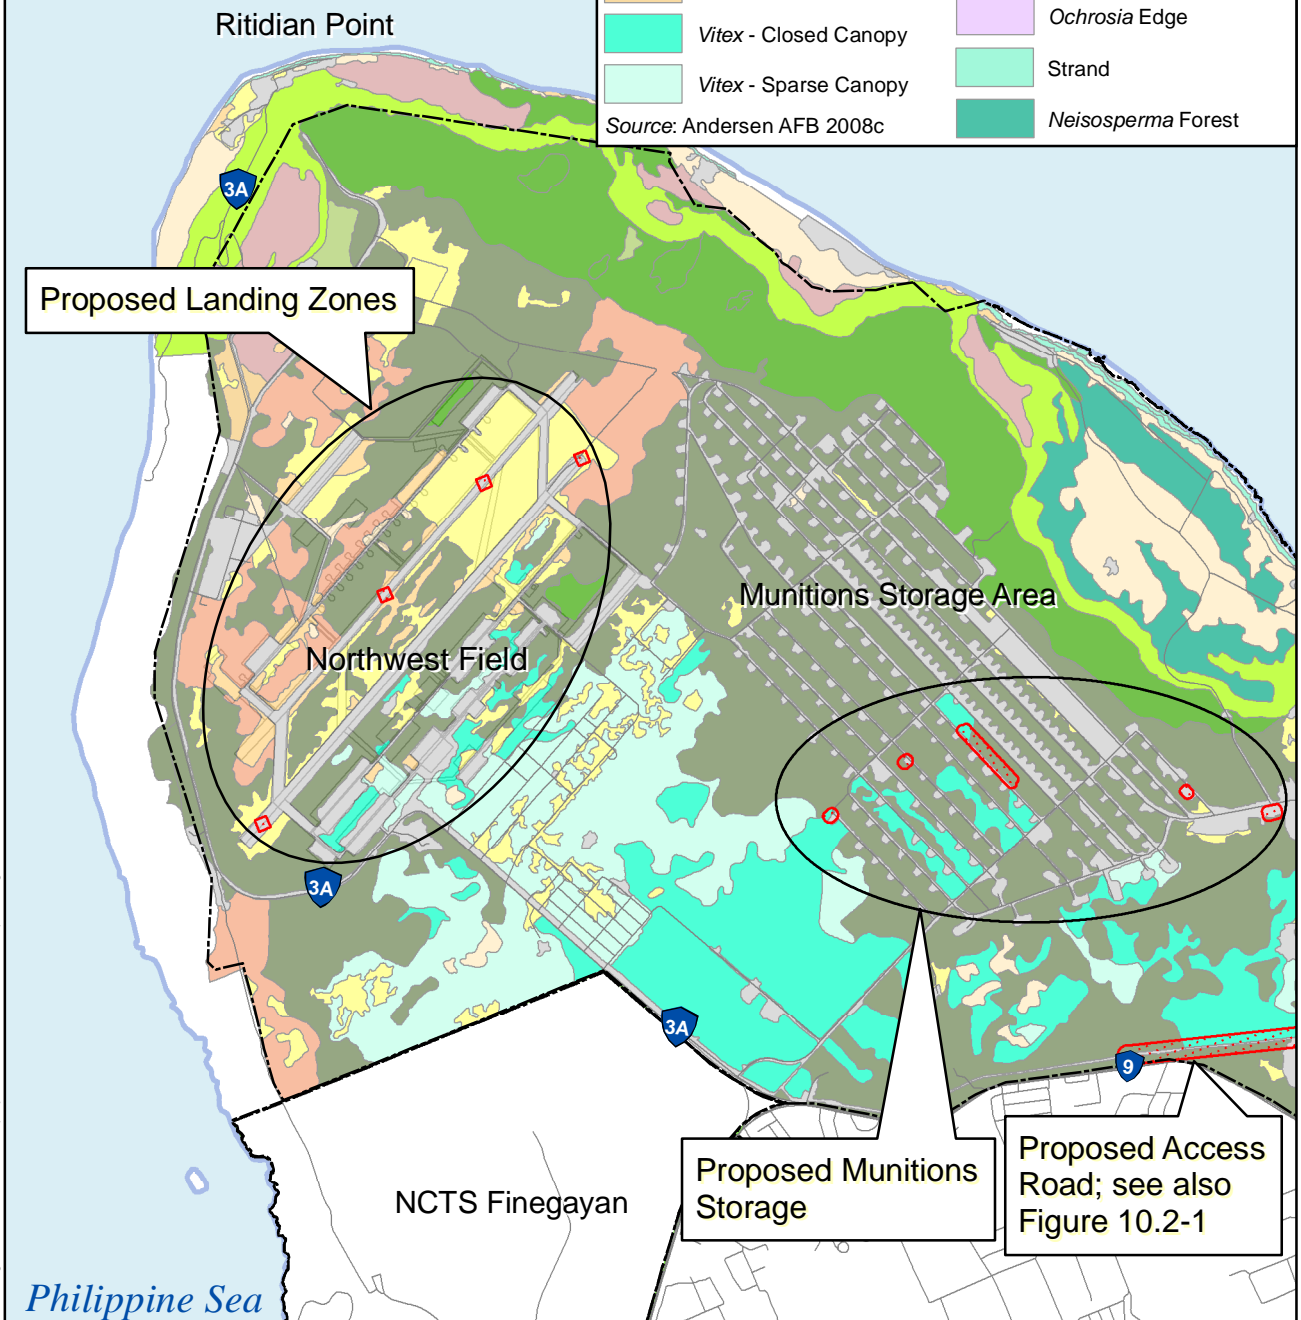 Ritidian Point
Vitex - Closed Canopy
Vitex - Sparse Canopy
Source: Andersen AFB 2008c
Ochrosia Edge
Strand
Neisosperma Forest
3A
Proposed Landing Zones
Munitions Storage Area
Northwest Field
3A
3A
9
Proposed Munitions
Storage
Proposed Access
Road; see also
Figure 10.2-1
NCTS Finegayan
Philippine Sea